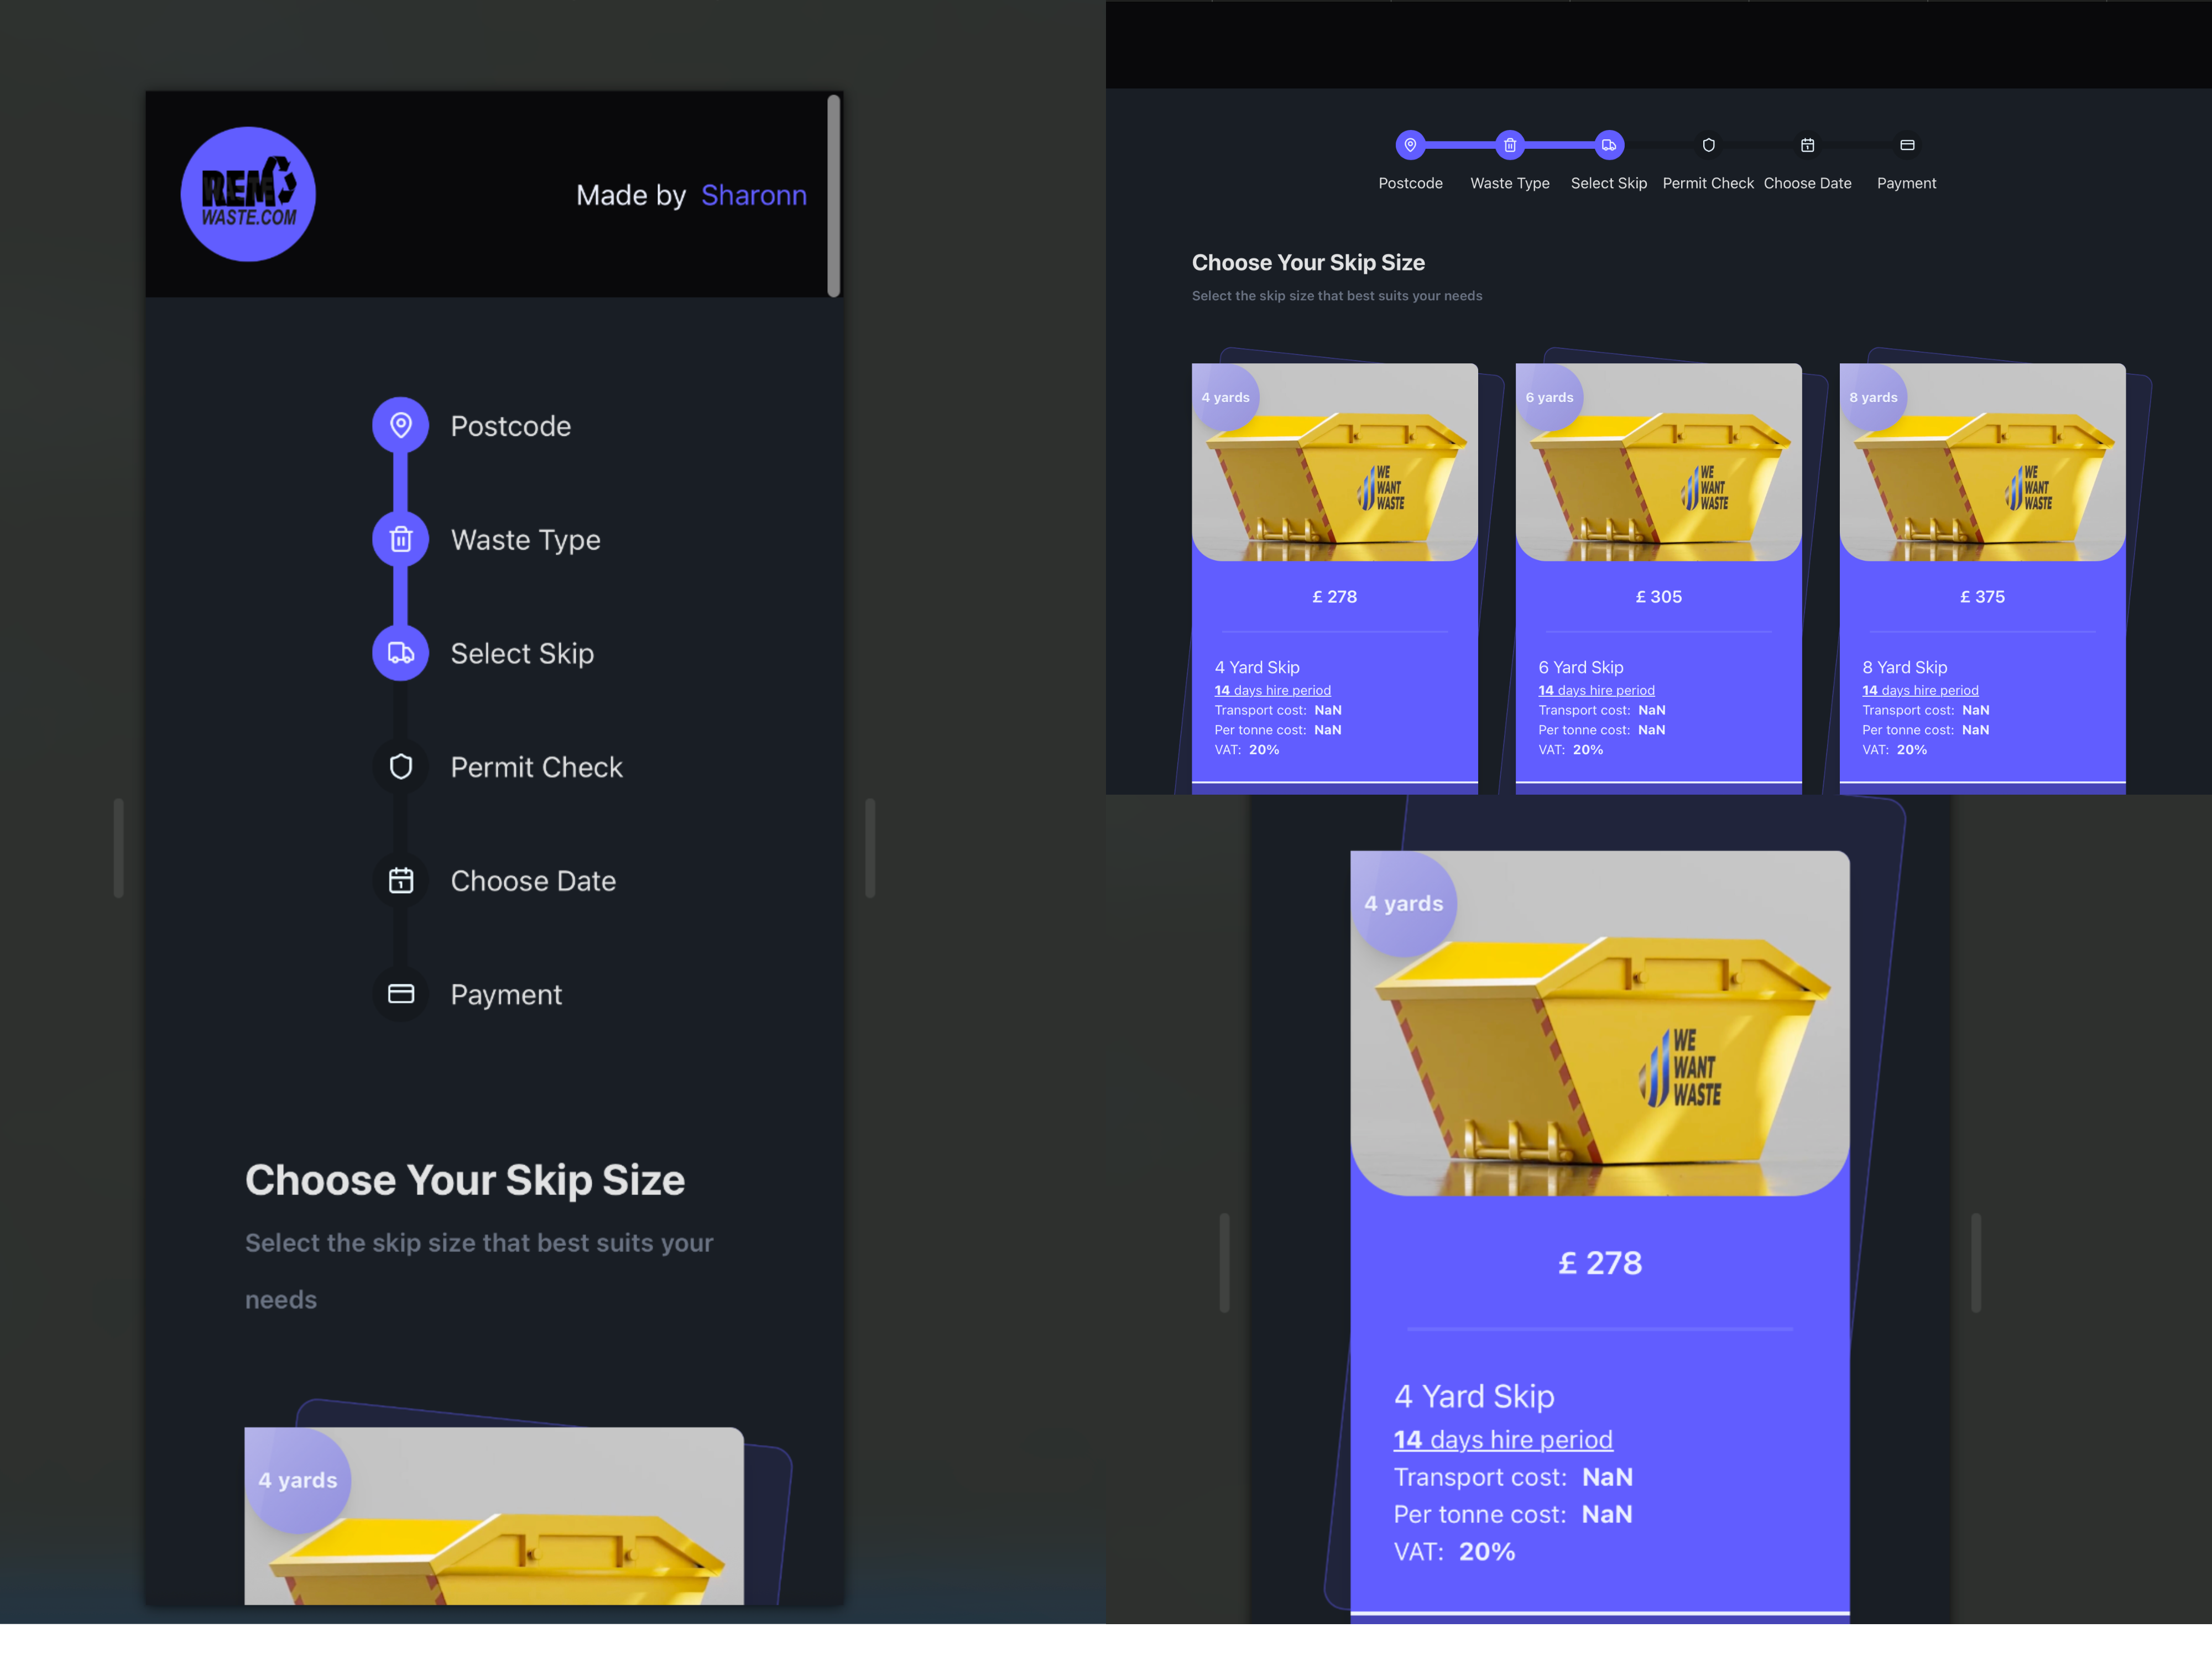 REM
WASTE.COM
Made by Sharonn
Postcode
Waste Type
Select Skip
Permit Check
Choose Date
1
Payment
Choose Your Skip Size
Select the skip size that best suits your
needs
4 yards
Postcode Waste Type Select Skip Permit Check Choose Date Payment
Choose Your Skip Size
Select the skip size that best suits your needs
4 yards
WE
WANT
WASTE
£ 278
4 Yard Skip
14 days hire period
Transport cost: NaN
Per tonne cost: NaN
VAT: 20%
6 yards
WE
WANT
WASTE
£ 305
6 Yard Skip
14 days hire period
Transport cost: NaN
Per tonne cost: NaN
VAT: 20%
8 yards
WE
WANT
WASTE
£ 375
8 Yard Skip
14 days hire period
Transport cost: NaN
Per tonne cost: NaN
VAT: 20%
4 yards
WE
WANT
WASTE
£ 278
4 Yard Skip
14 days hire period
Transport cost: NaN
Per tonne cost: NaN
VAT: 20%